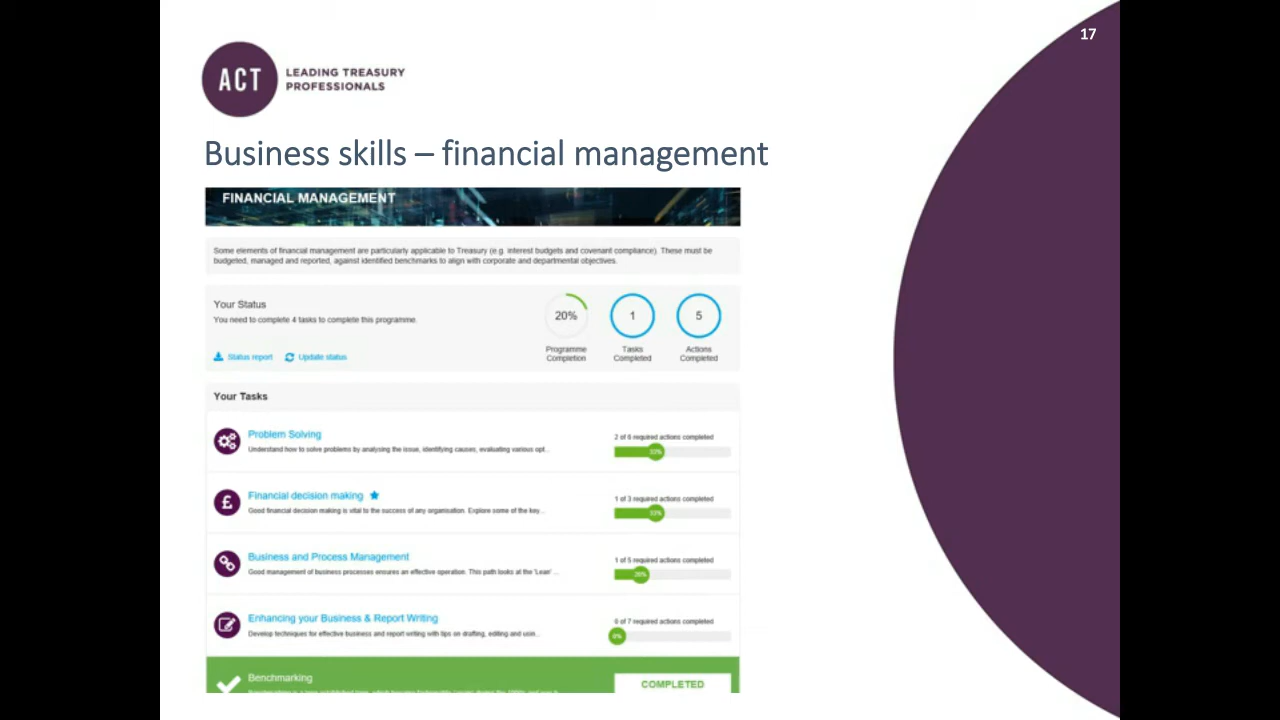 17
ACT
LEADING TREASURY
PROFESSIONALS
Business skills – financial management
FINANCIAL MANAGEMENT
Some elements of financial management are particularly applicable to Treasury (e.g. interest budgets and covenant compliance). These must be
budgeted, managed and reported, against identified benchmarks to align with corporate and departmental objectives.
Your Status
You need to complete 4 tasks to complete this programme.
20%
1
5
Programme
Completion
Tasks
Completed
Actions
Completed
Status report
Update status
Your Tasks
Problem Solving
Understand how to solve problems by analysing the issue, identifying causes, evaluating various opt...
2 of 6 required actions completed
33%
Financial decision making
Good financial decision making is vital to the success of any organisation. Explore some of the key...
1 of 3 required actions completed
33%
Business and Process Management
Good management of business processes ensures an effective operation. This path looks at the 'Lean' ...
1 of 5 required actions completed
20%
Enhancing your Business & Report Writing
Develop techniques for effective business and report writing with tips on drafting, editing and usin...
0 of 7 required actions completed
0%
Benchmarking
COMPLETED